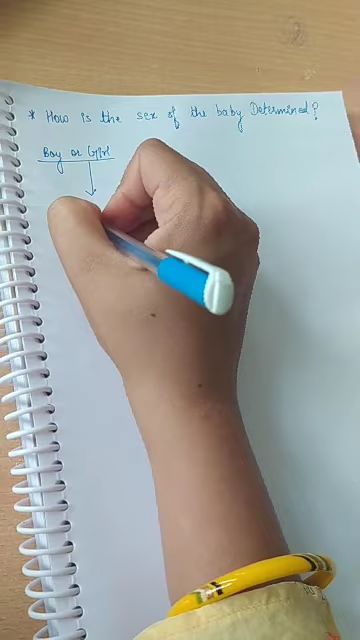 * How is the sex of the baby Determined?
Boy or Girl